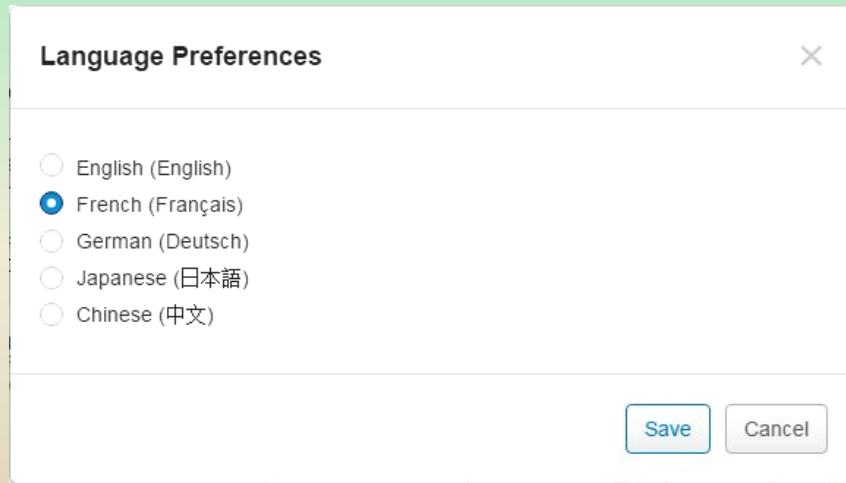 Language Preferences
English (English)
French (Français)
German (Deutsch)
Japanese (日本語)
Chinese (中文)
Save Cancel